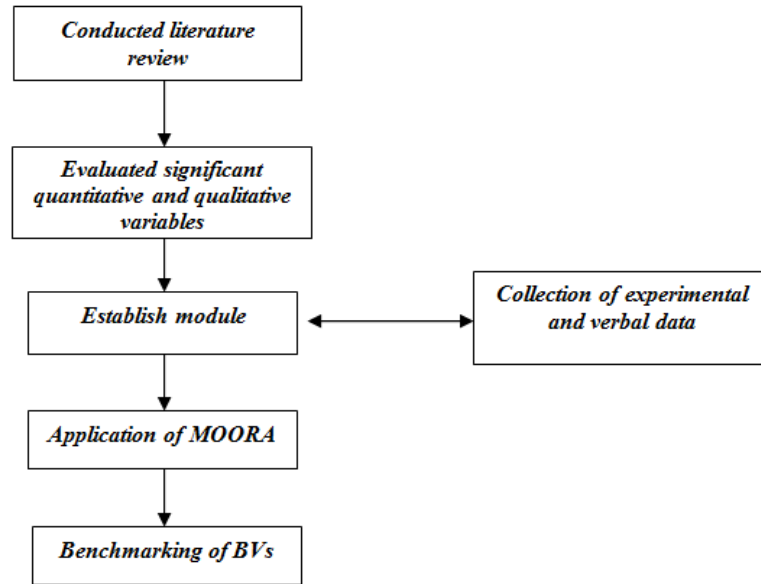 Conducted literature
review
Evaluated significant
quantitative and qualitative
variables
Establish module
Collection of experimental
and verbal data
Application of MOORA
Benchmarking of BVs